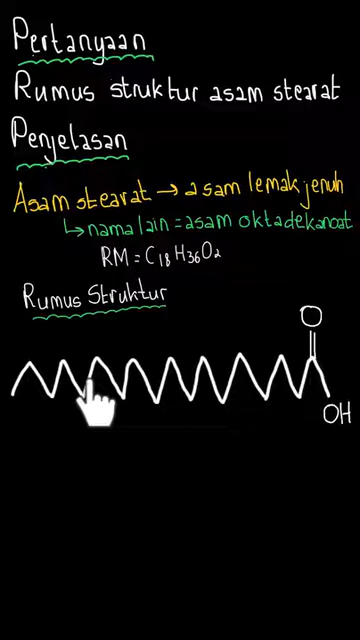 Pertanyaan
Rumus struktur asam stearat
Penjelasan
Asam stearat → asam lemak jenuh
↳ nama lain = asam oktadekanoat
RM = C₁₈H₃₆O₂
Rumus Struktur
O
OH